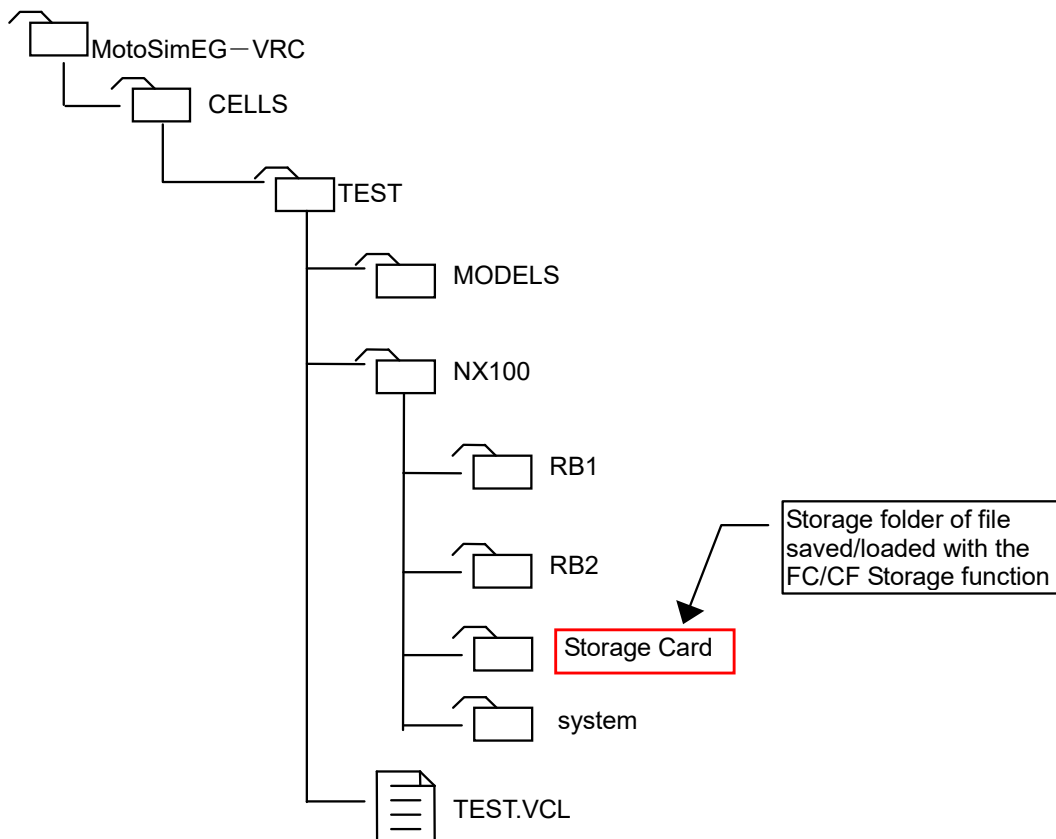 MotoSimEG－VRC
CELLS
TEST
MODELS
NX100
RB1
Storage folder of file
saved/loaded with the
FC/CF Storage function
RB2
Storage Card
system
TEST.VCL